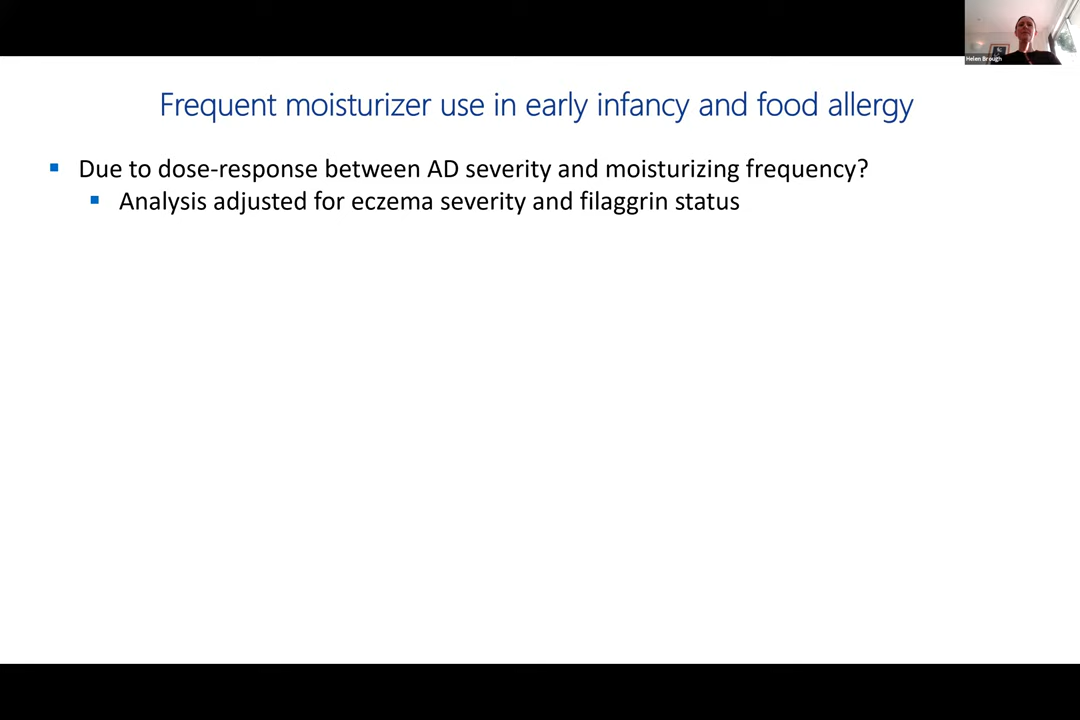 Helen Brough
Frequent moisturizer use in early infancy and food allergy
Due to dose-response between AD severity and moisturizing frequency?
Analysis adjusted for eczema severity and filaggrin status